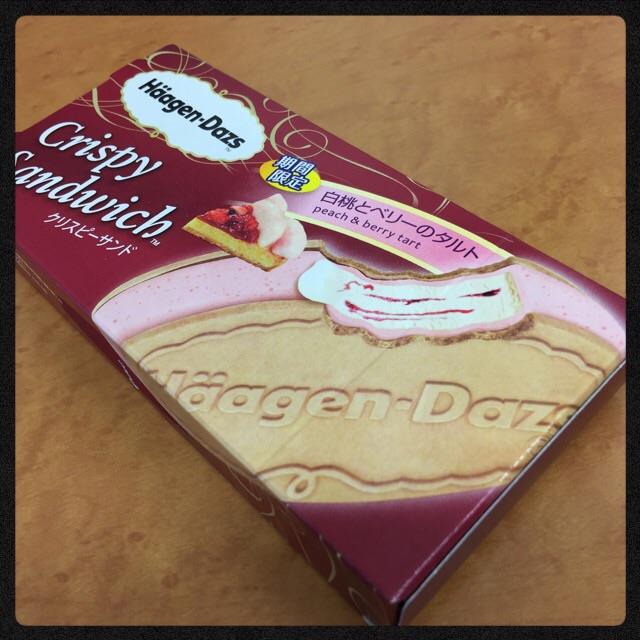 Häagen-Dazs
Crispy
Sandwich™
クリスピーサンド
期間
限定
白桃とベリーのタルト
peach & berry tart
Häagen-Dazs